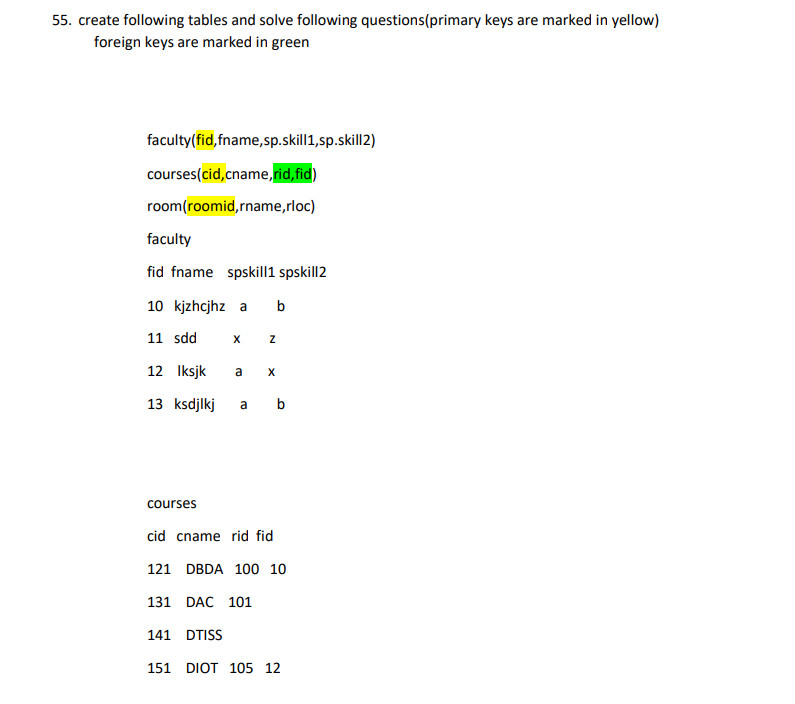 55. create following tables and solve following questions(primary keys are marked in yellow)
foreign keys are marked in green
faculty(fid,fname,sp.skill1,sp.skill2)
courses(cid,cname,rid,fid)
room(roomid,rname,rloc)
faculty
fid fname spskill1 spskill2
10 kjzhcjhz a b
11 sdd x z
12 lksjk a x
13 ksdjlkj a b
courses
cid cname rid fid
121 DBDA 100 10
131 DAC 101
141 DTISS
151 DIOT 105 12